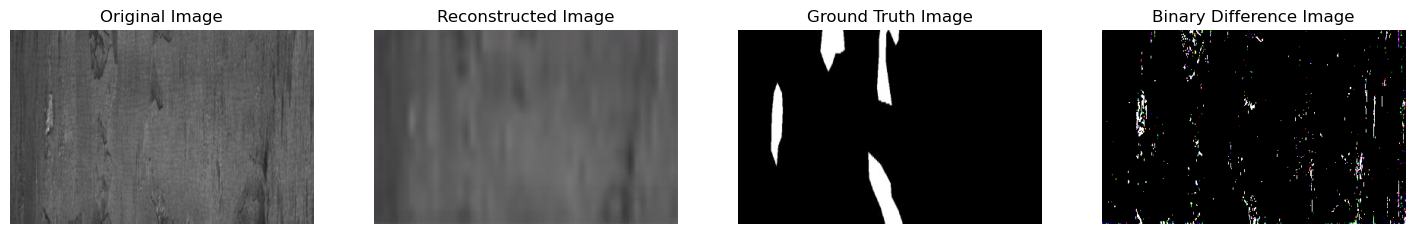 Original Image
Reconstructed Image
Ground Truth Image
Binary Difference Image